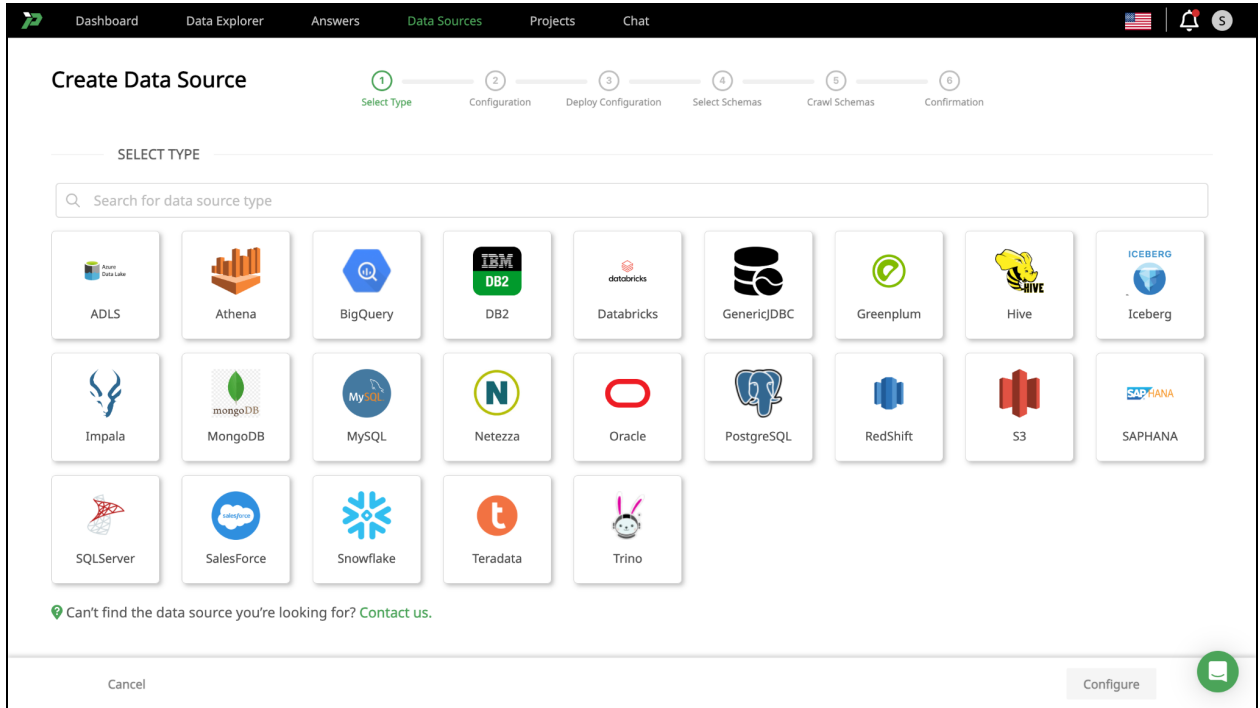 Dashboard Data Explorer Answers Data Sources Projects Chat S
Create Data Source
1 2 3 4 5 6
Select Type Configuration Deploy Configuration Select Schemas Crawl Schemas Confirmation
SELECT TYPE
Search for data source type
Azure
Data Lake
ADLS
Athena
BigQuery
IBM
DB2
DB2
databricks
Databricks
GenericJDBC
Greenplum
HIVE
Hive
ICEBERG
Iceberg
Impala
mongoDB
MongoDB
MySQL
MySQL
N
Netezza
Oracle
PostgreSQL
RedShift
S3
SAP HANA
SAPHANA
SQLServer
salesforce
SalesForce
Snowflake
t
Teradata
Trino
? Can't find the data source you're looking for? Contact us.
Cancel Configure